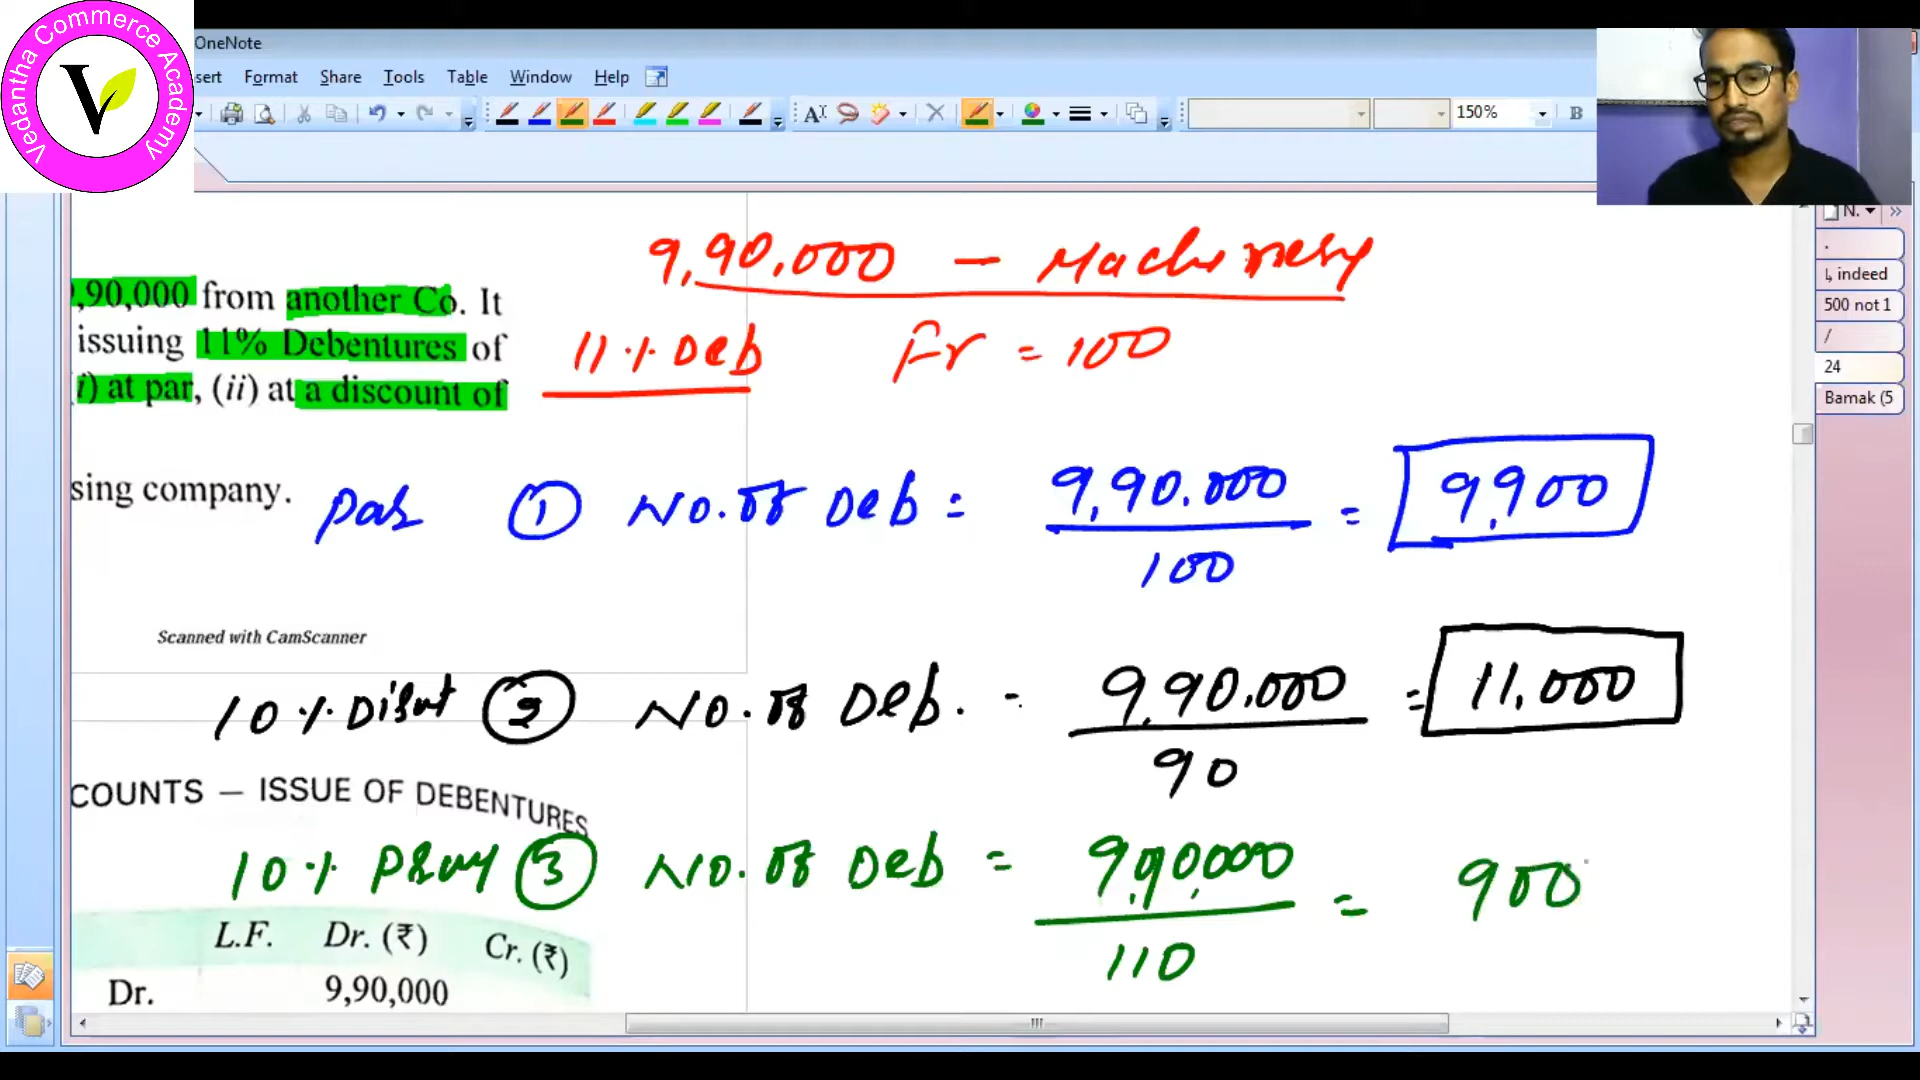 Vedantha Commerce Academy
V
OneNote
sert Format Share Tools Table Window Help
150% B
N.
.
indeed
500 not 1
/
24
Bamak (5
9,90,000 - Machinery
,90,000 from another Co. It
issuing 11% Debentures of
i) at par, (ii) at a discount of
11% Deb Fr = 100
sing company.
Par 1 No. of Deb = 9,90,000 / 100 = 9,900
Scanned with CamScanner
10% 2 No. of Deb. = 9,90,000 / 90 = 11,000
COUNTS — ISSUE OF DEBENTURES
10% 3 No. of Deb = 9,90,000 / 110 = 900
L.F. Dr. (₹) Cr. (₹)
Dr. 9,90,000